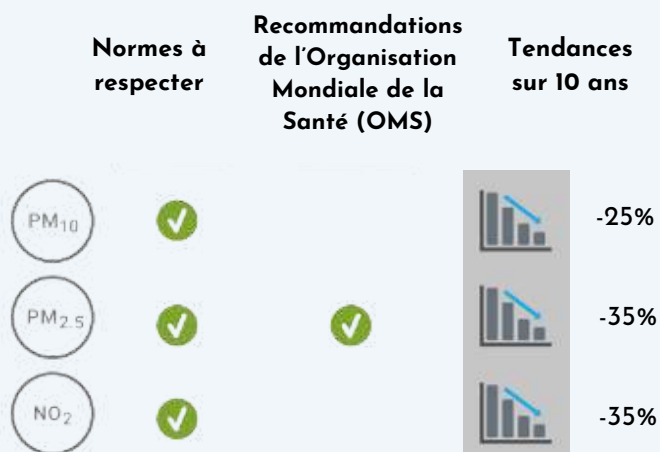 Normes à
respecter
Recommandations
de l'Organisation
Mondiale de la
Santé (OMS)
Tendances
sur 10 ans
PM₁₀
-25%
PM₂.₅
-35%
NO₂
-35%